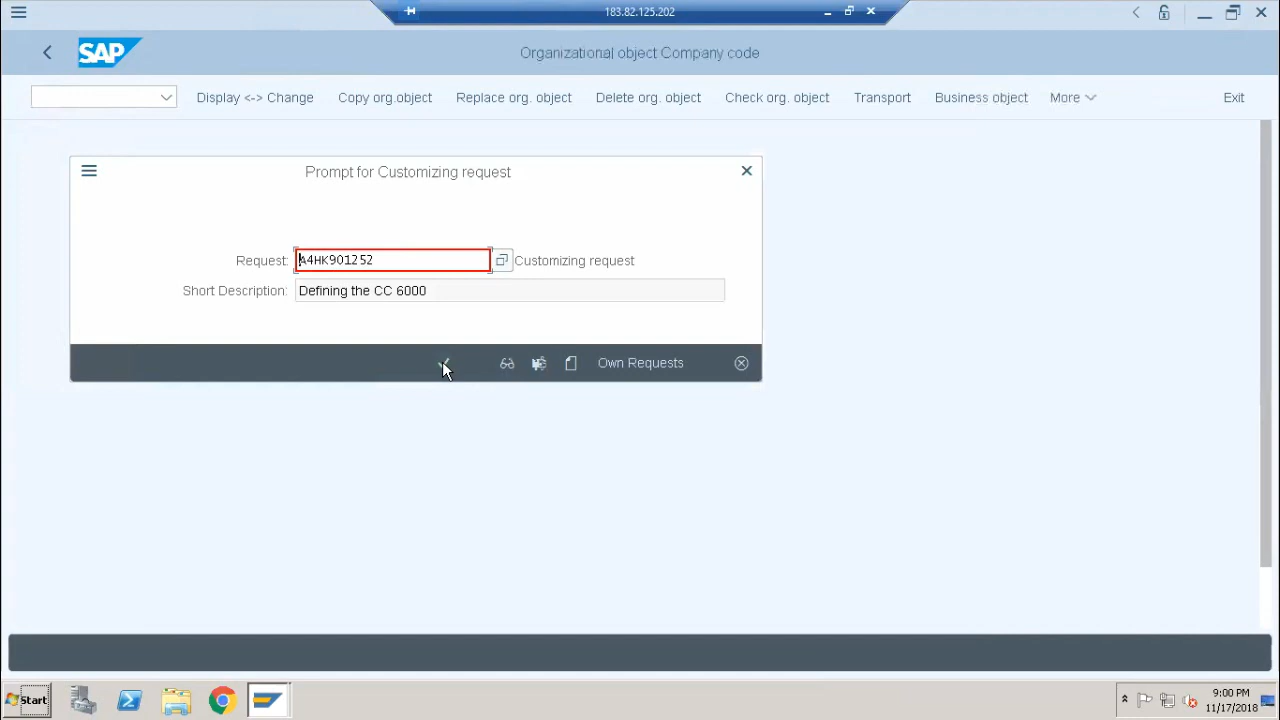 183.82.125.202
SAP
Organizational object Company code
Display <-> Change Copy org.object Replace org. object Delete org. object Check org. object Transport Business object More Exit
Prompt for Customizing request
Request: A4HK901252 Customizing request
Short Description: Defining the CC 6000
Own Requests
Start
9:00 PM
11/17/2018